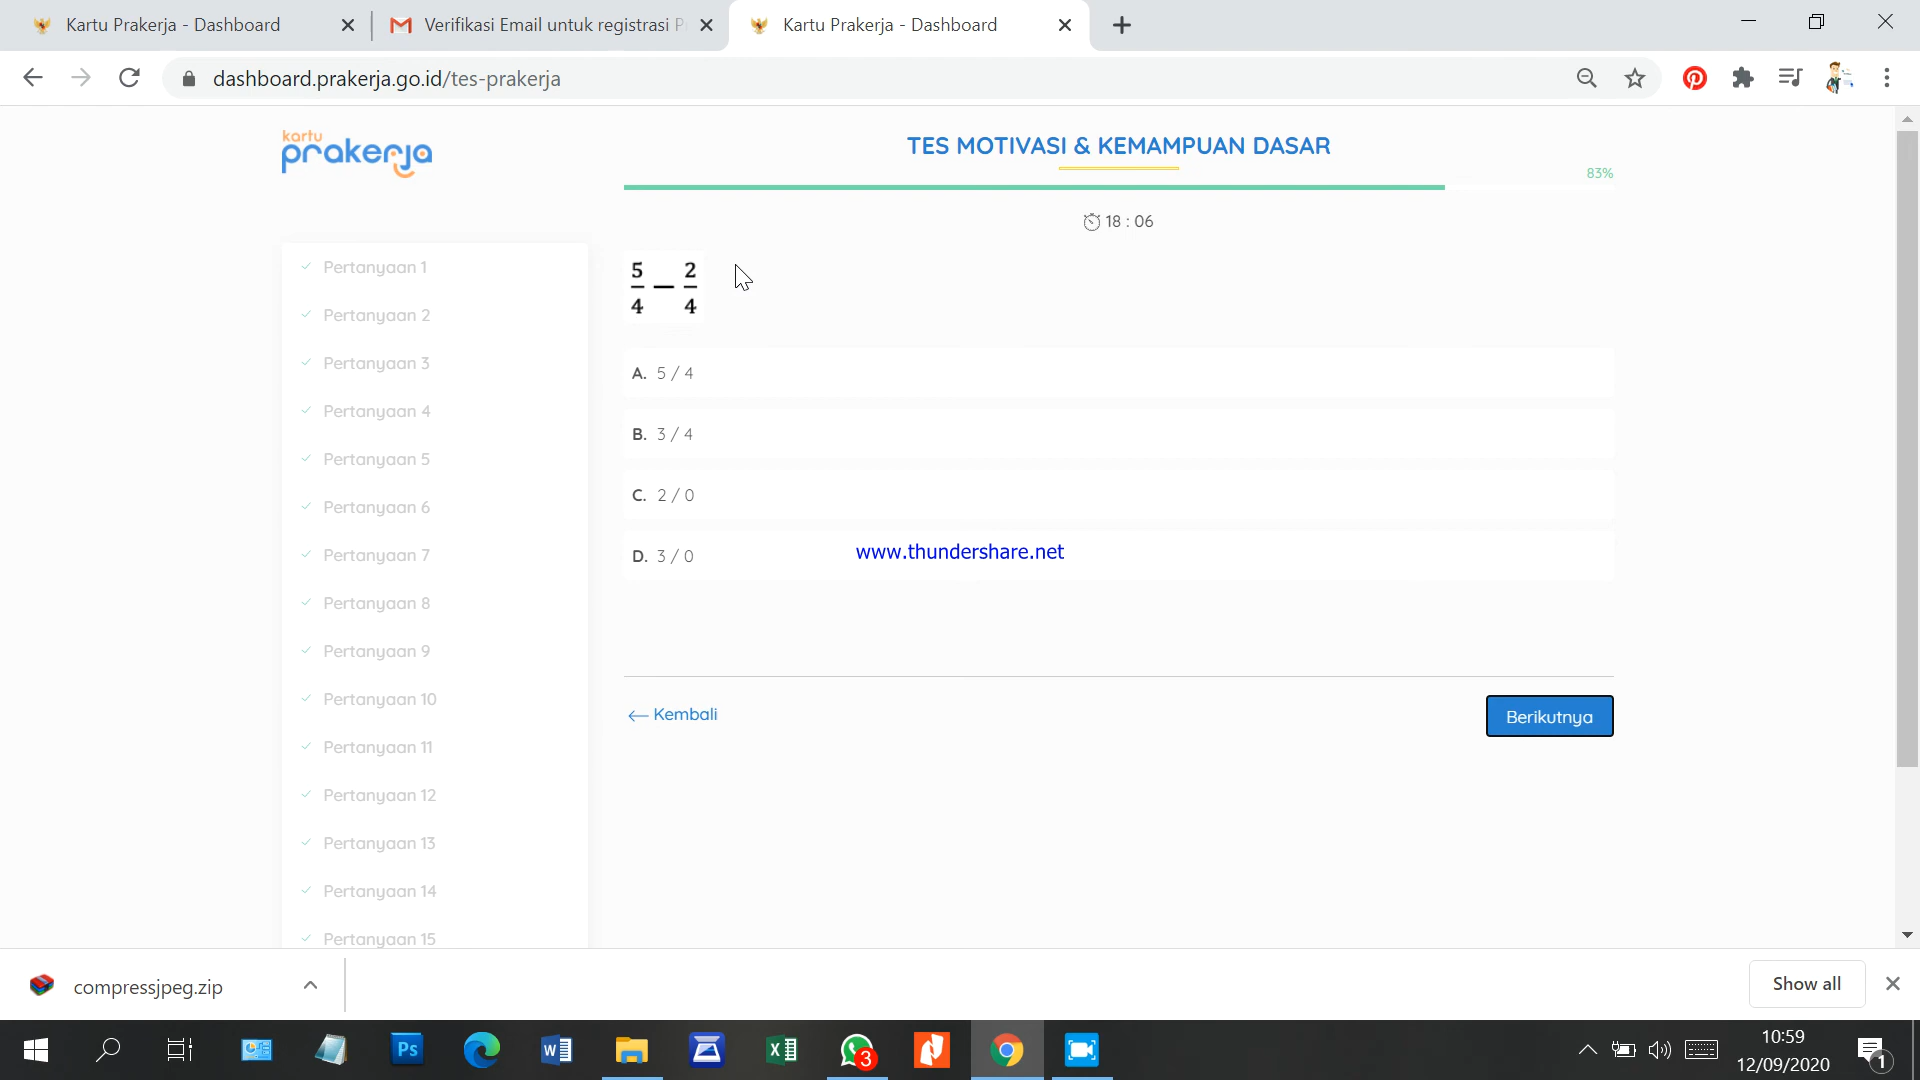 Kartu Prakerja - Dashboard
Verifikasi Email untuk registrasi P
Kartu Prakerja - Dashboard
dashboard.prakerja.go.id/tes-prakerja
kartu
prakerja
TES MOTIVASI & KEMAMPUAN DASAR
83%
18 : 06
5/4 − 2/4
A. 5 / 4
B. 3 / 4
C. 2 / 0
D. 3 / 0
www.thundershare.net
Kembali
Berikutnya
Pertanyaan 1
Pertanyaan 2
Pertanyaan 3
Pertanyaan 4
Pertanyaan 5
Pertanyaan 6
Pertanyaan 7
Pertanyaan 8
Pertanyaan 9
Pertanyaan 10
Pertanyaan 11
Pertanyaan 12
Pertanyaan 13
Pertanyaan 14
Pertanyaan 15
compressjpeg.zip
Show all
Ps
W
X
3
10:59
12/09/2020
1